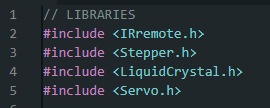 1 // LIBRARIES
2 #include <IRremote.h>
3 #include <Stepper.h>
4 #include <LiquidCrystal.h>
5 #include <Servo.h>